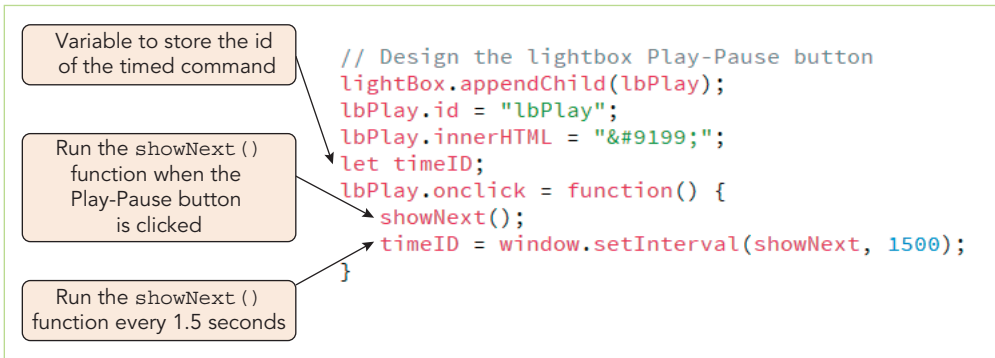 Variable to store the id
of the timed command
Run the showNext()
function when the
Play-Pause button
is clicked
Run the showNext()
function every 1.5 seconds
// Design the lightbox Play-Pause button
lightBox.appendChild(lbPlay);
lbPlay.id = "lbPlay";
lbPlay.innerHTML = "&#9199;";
let timeID;
lbPlay.onclick = function() {
  showNext();
  timeID = window.setInterval(showNext, 1500);
}